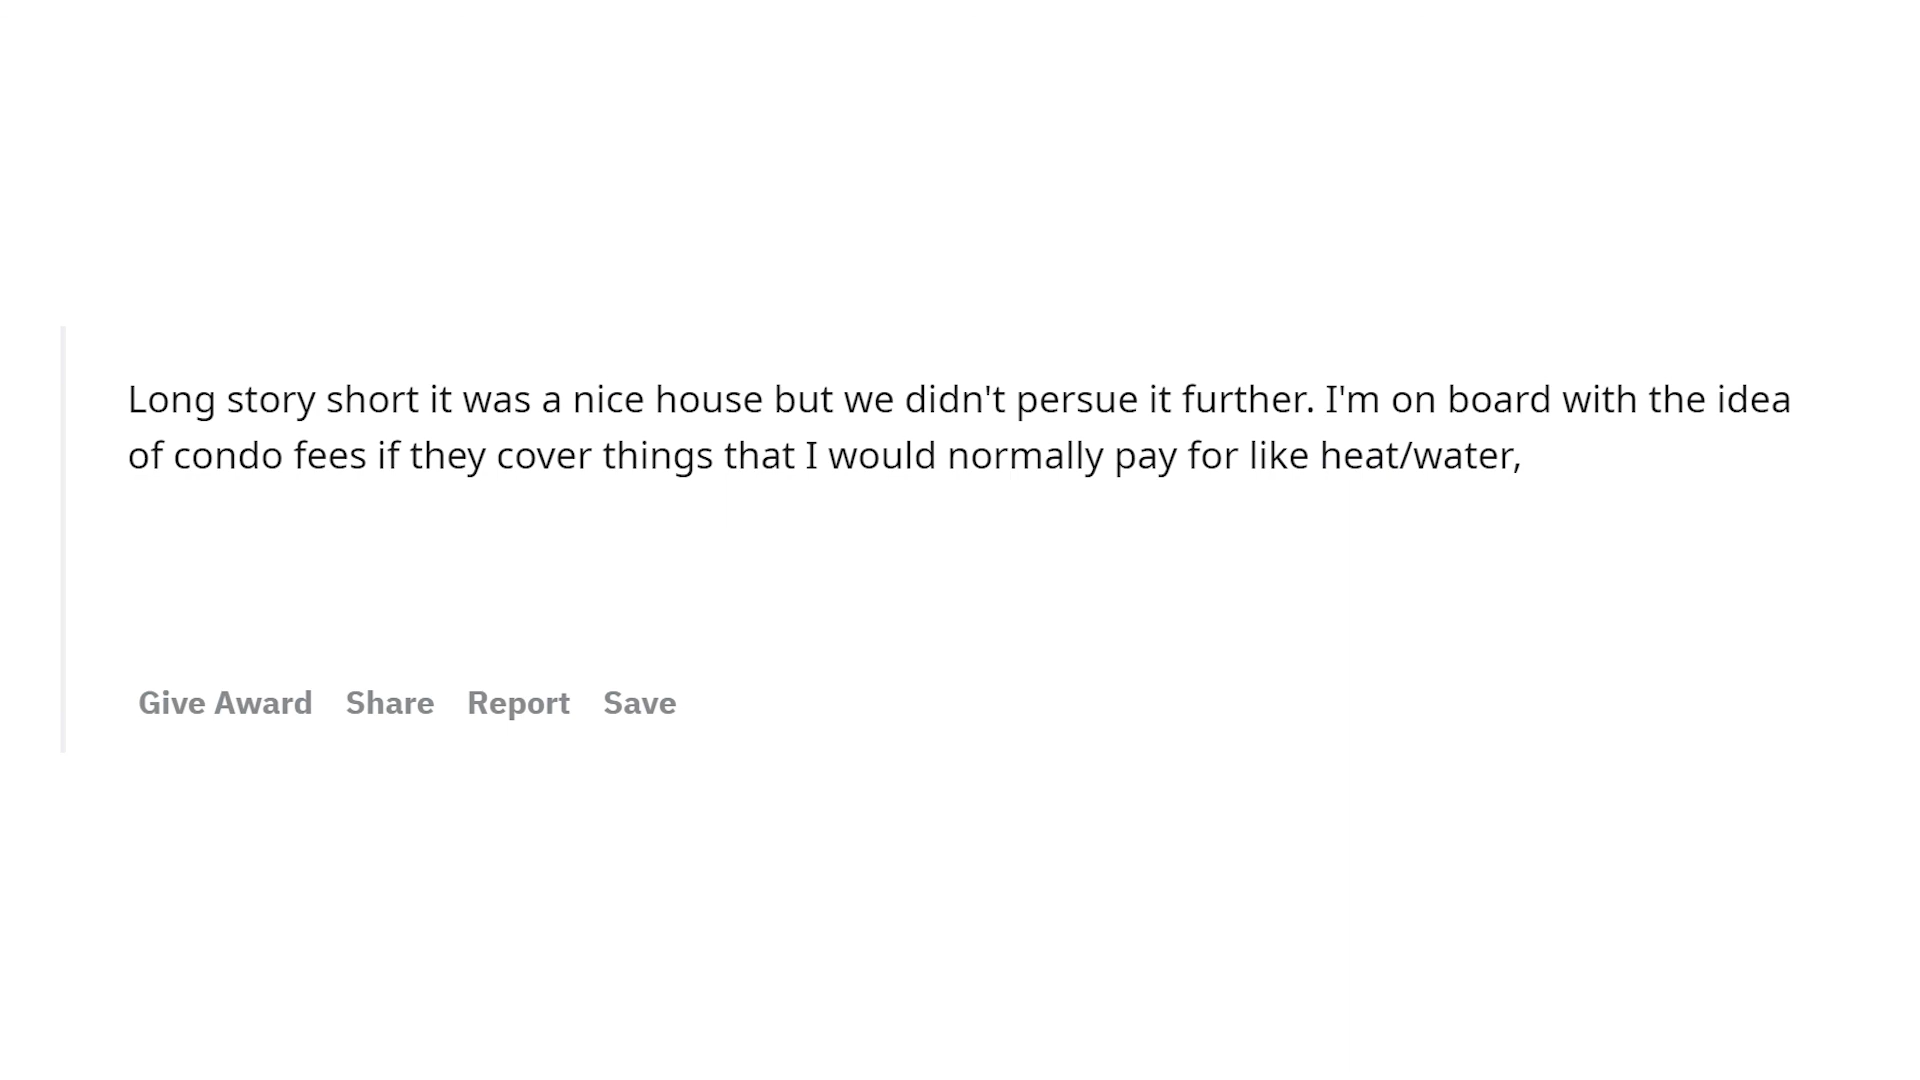 Long story short it was a nice house but we didn't persue it further. I'm on board with the idea
of condo fees if they cover things that I would normally pay for like heat/water,
Give Award Share Report Save